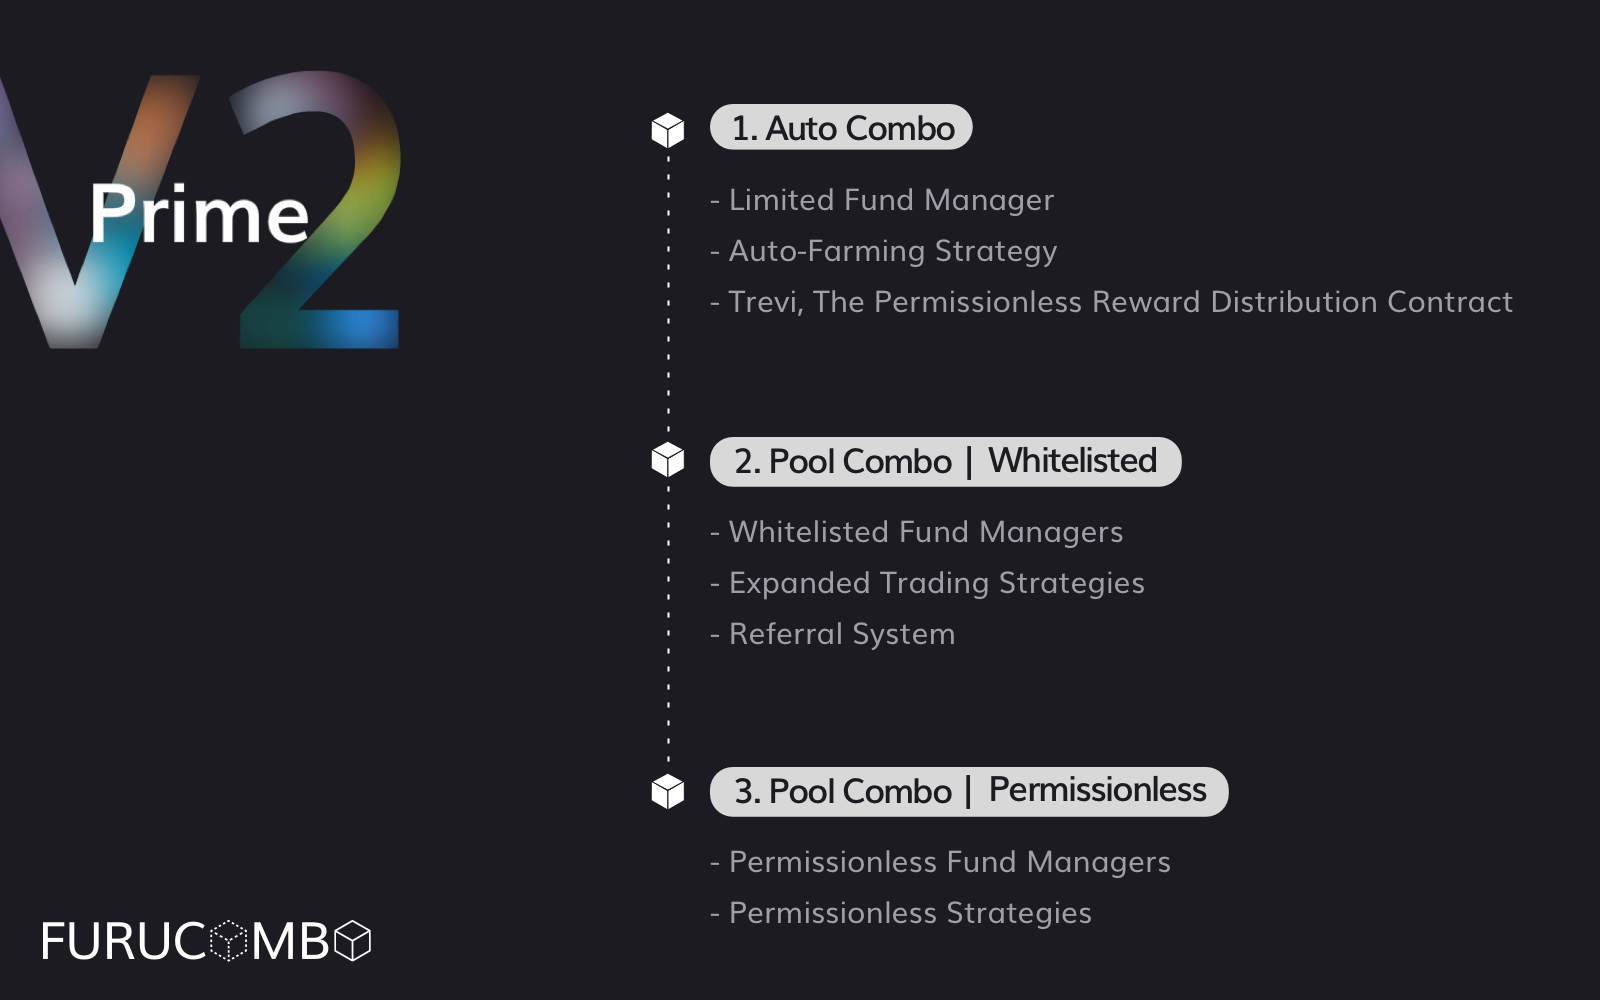 V2
Prime
1. Auto Combo
- Limited Fund Manager
- Auto-Farming Strategy
- Trevi, The Permissionless Reward Distribution Contract
2. Pool Combo | Whitelisted
- Whitelisted Fund Managers
- Expanded Trading Strategies
- Referral System
3. Pool Combo | Permissionless
- Permissionless Fund Managers
- Permissionless Strategies
FURUCOMBO